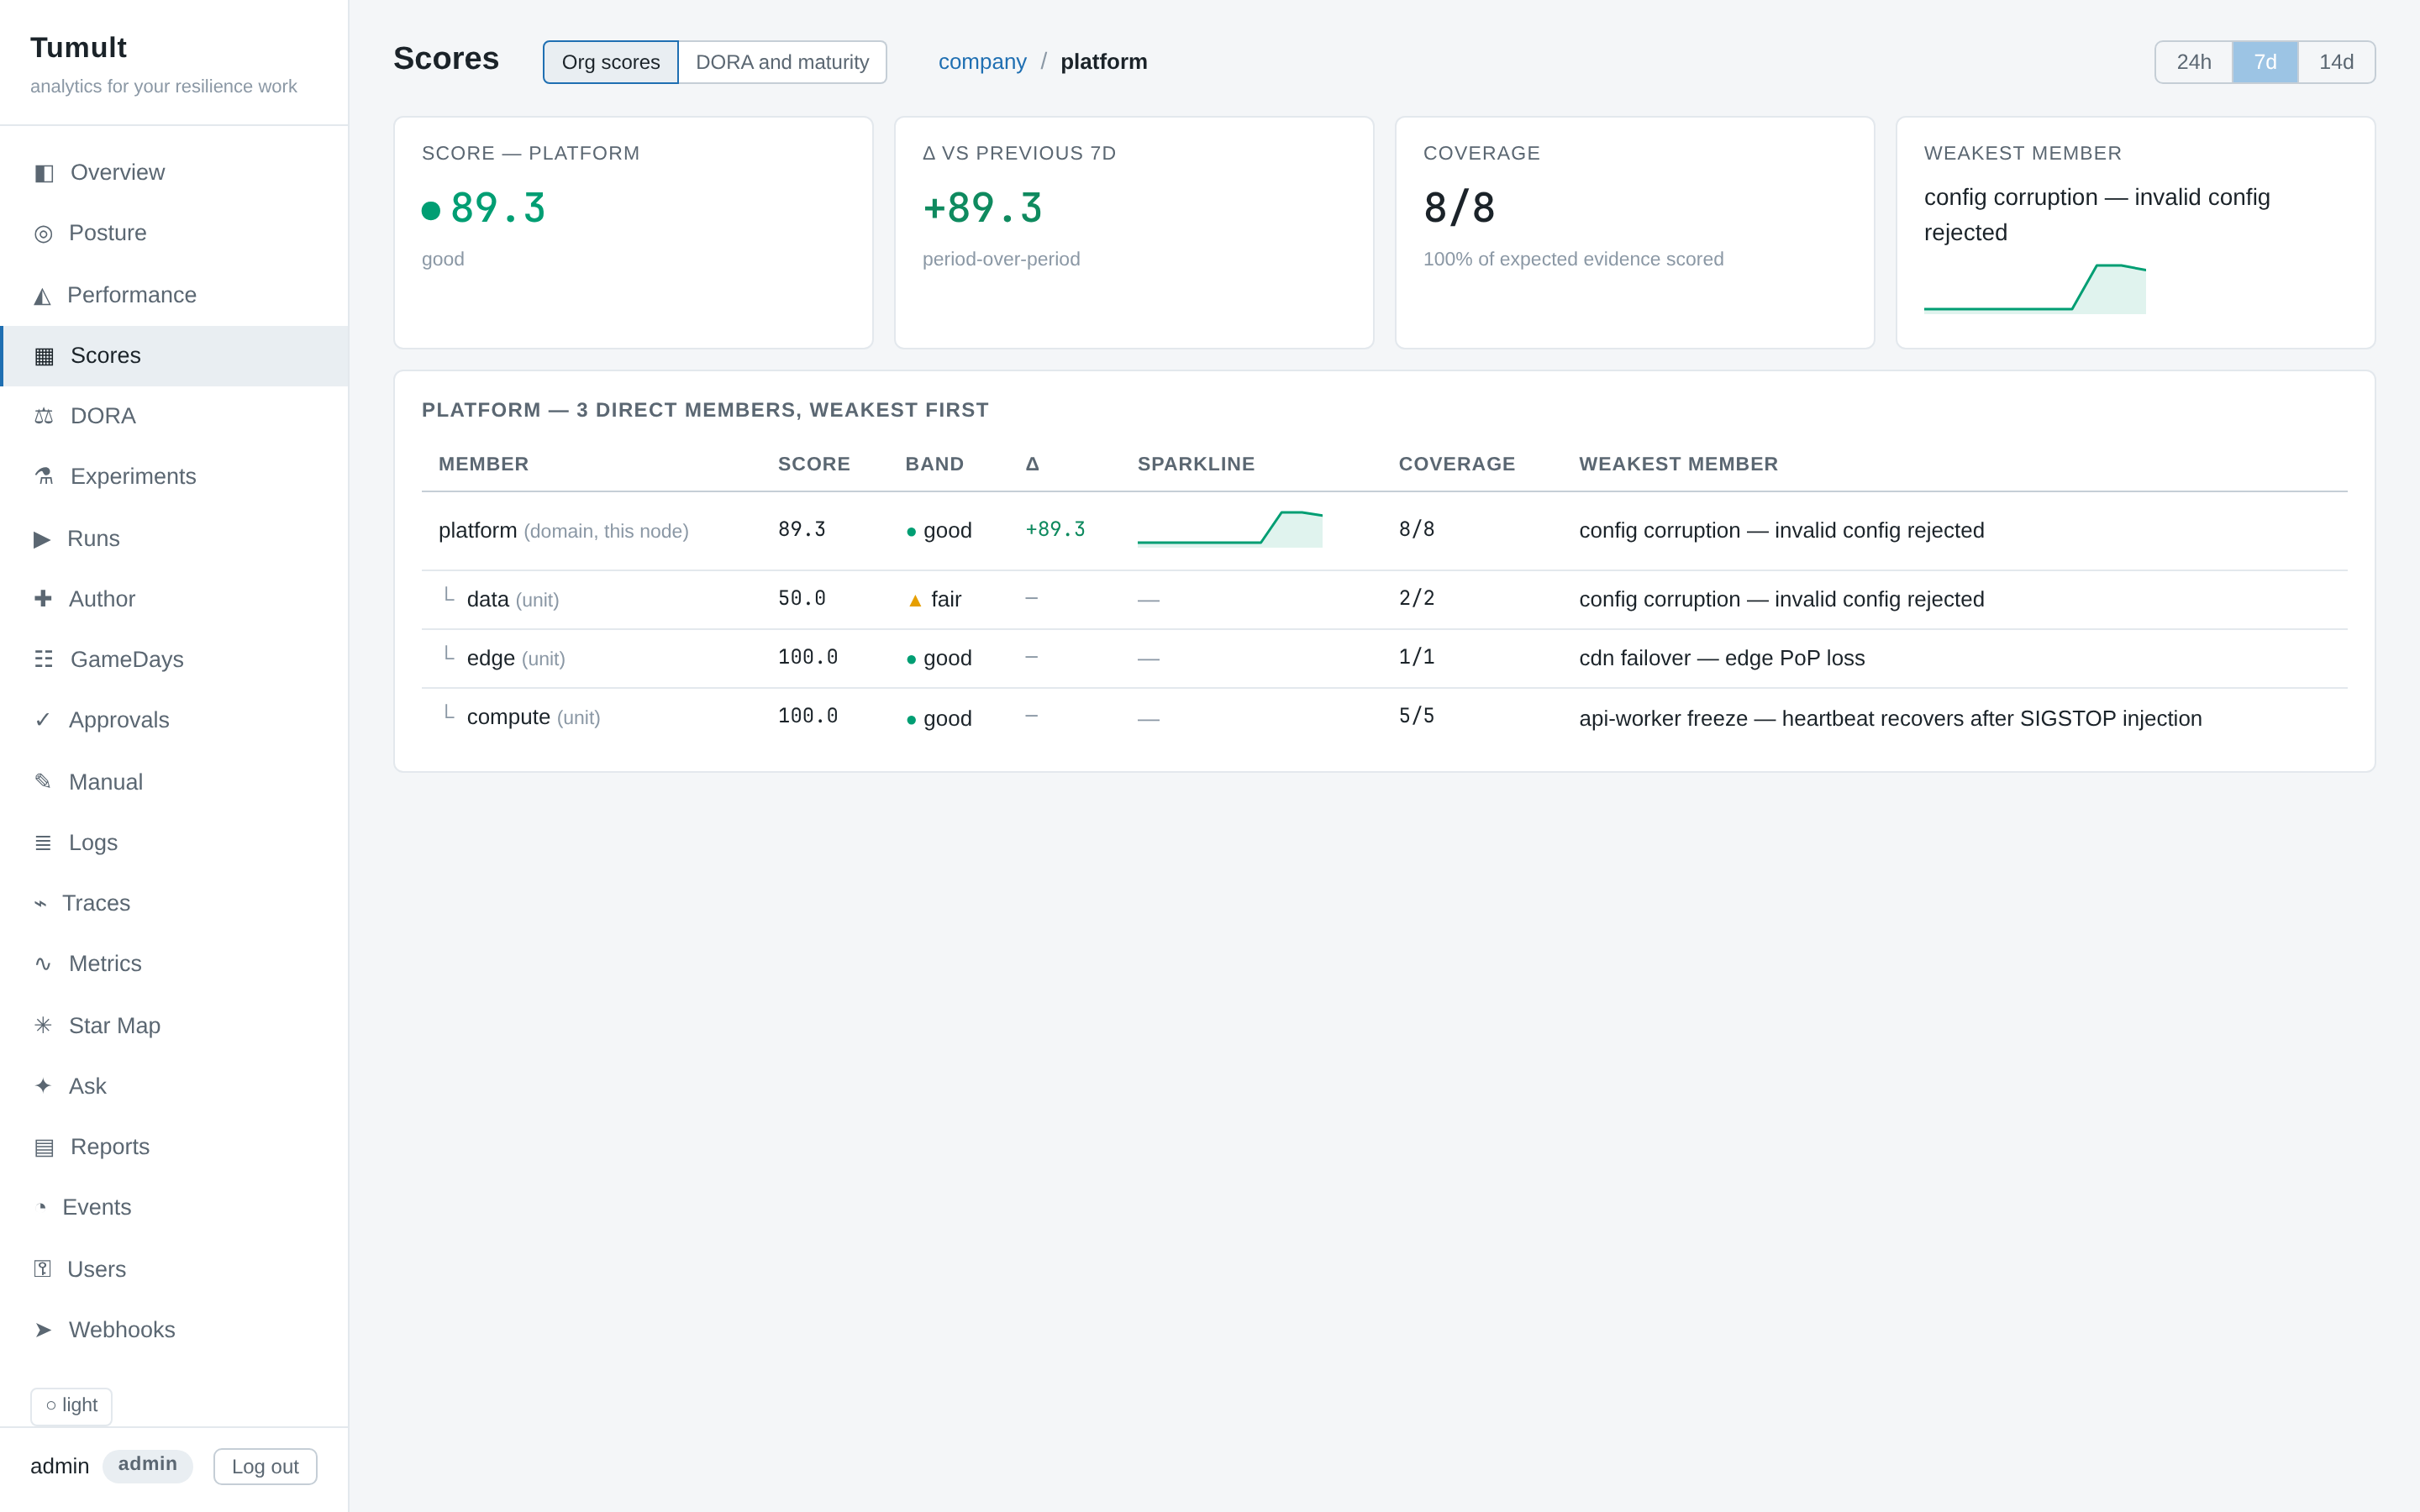 Tumult
analytics for your resilience work
Overview
Posture
Performance
Scores
DORA
Experiments
Runs
Author
GameDays
Approvals
Manual
Logs
Traces
Metrics
Star Map
Ask
Reports
Events
Users
Webhooks
○ light
admin admin Log out
Scores Org scores DORA and maturity company / platform 24h 7d 14d
SCORE — PLATFORM
89.3
good
Δ VS PREVIOUS 7D
+89.3
period-over-period
COVERAGE
8/8
100% of expected evidence scored
WEAKEST MEMBER
config corruption — invalid config
rejected
PLATFORM — 3 DIRECT MEMBERS, WEAKEST FIRST
MEMBER SCORE BAND Δ SPARKLINE COVERAGE WEAKEST MEMBER
platform (domain, this node) 89.3 ● good +89.3 8/8 config corruption — invalid config rejected
└ data (unit) 50.0 ▲ fair – — 2/2 config corruption — invalid config rejected
└ edge (unit) 100.0 ● good – — 1/1 cdn failover — edge PoP loss
└ compute (unit) 100.0 ● good – — 5/5 api-worker freeze — heartbeat recovers after SIGSTOP injection